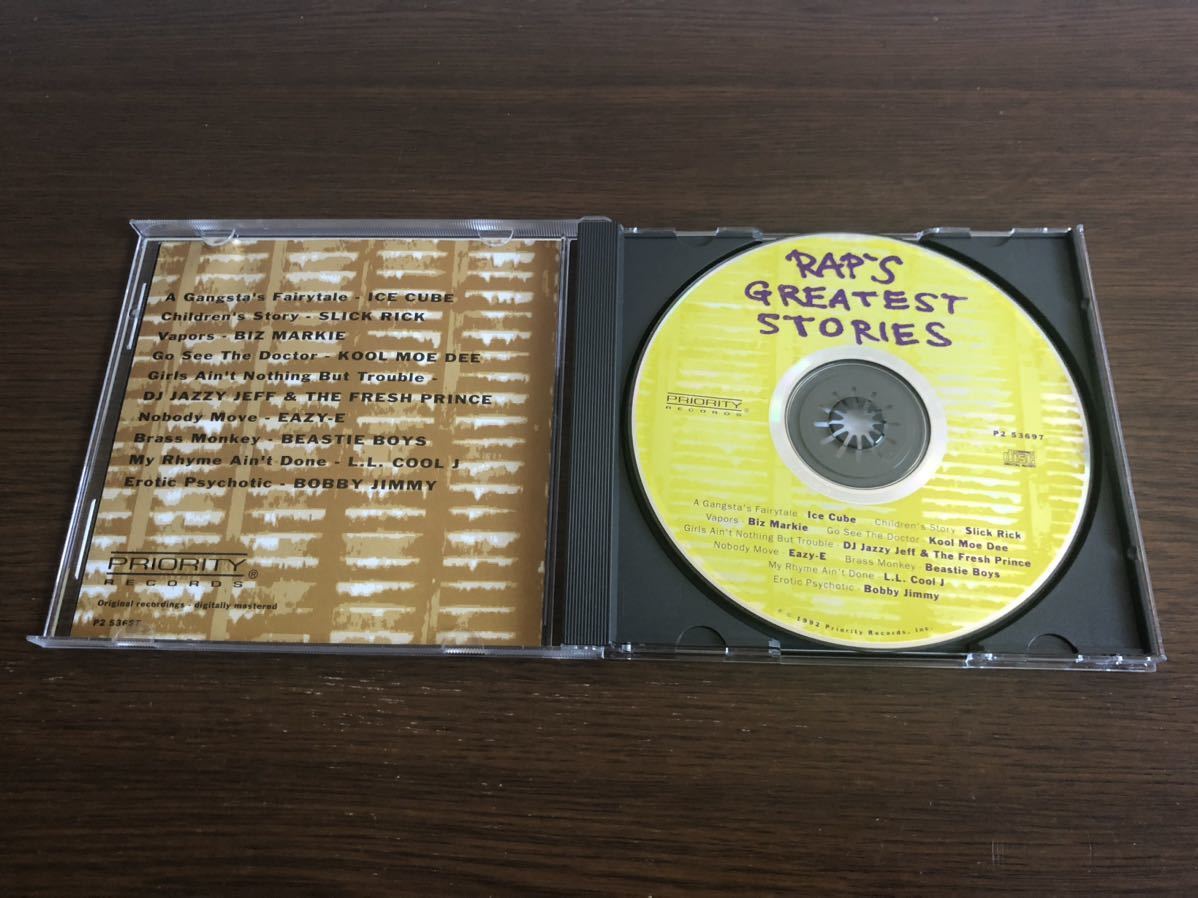 A Gangsta's Fairytale - ICE CUBE
Children's Story - SLICK RICK
Vapors - BIZ MARKIE
Go See The Doctor - KOOL MOE DEE
Girls Ain't Nothing But Trouble -
DJ JAZZY JEFF & THE FRESH PRINCE
Nobody Move - EAZY-E
Brass Monkey - BEASTIE BOYS
My Rhyme Ain't Done - L.L. COOL J
Erotic Psychotic - BOBBY JIMMY
PRIORITY
RECORDS®
Original recordings - digitally mastered
P2 53697
RAP'S
GREATEST
STORIES
PRIORITY
RECORDS®
P2 53697
A Gangsta's Fairytale - Ice Cube Children's Story - Slick Rick
Vapors - Biz Markie Go See The Doctor - Kool Moe Dee
Girls Ain't Nothing But Trouble - DJ Jazzy Jeff & The Fresh Prince
Nobody Move - Eazy-E Brass Monkey - Beastie Boys
My Rhyme Ain't Done - L.L. Cool J
Erotic Psychotic - Bobby Jimmy
1992 Priority Records, Inc.